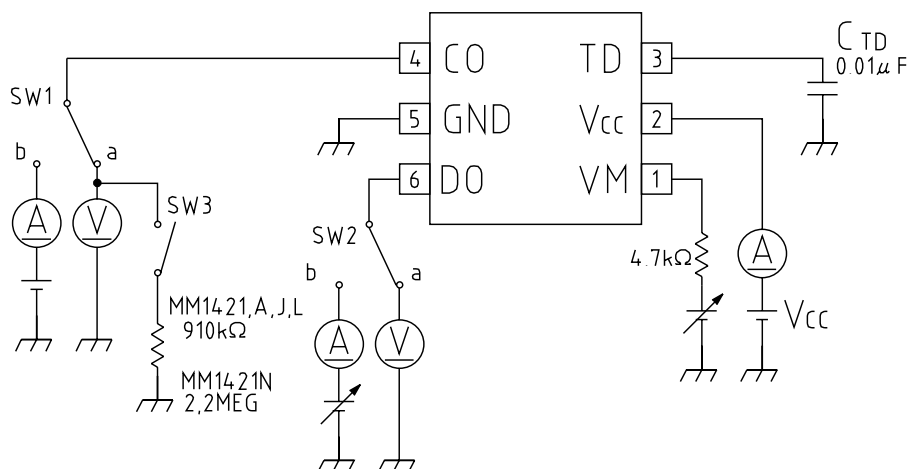 C TD
0.01μF
4 CO TD 3
SW1
5 GND Vcc 2
b a
6 DO VM 1
SW3
A V
SW2
4.7kΩ A
b a
MM1421,A,J,L
910kΩ
Vcc
A V
MM1421N
2,2MEG